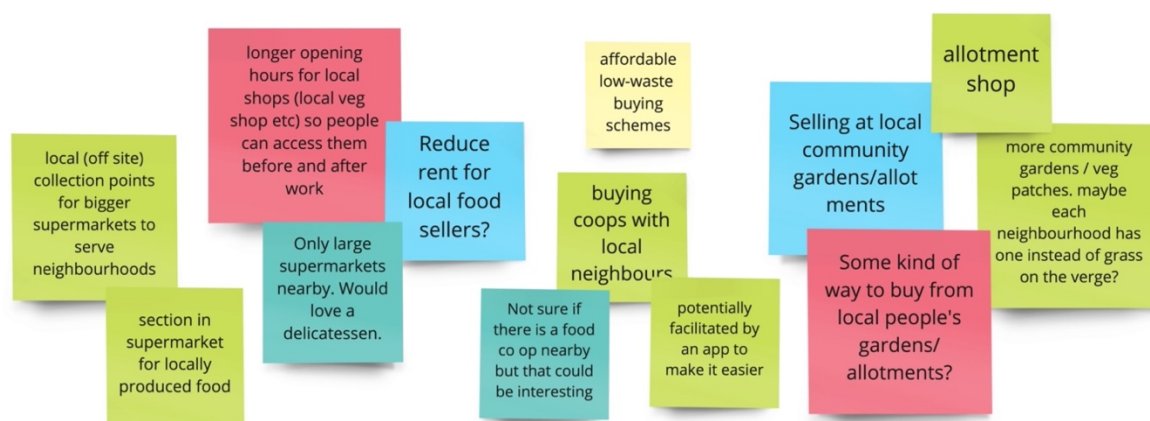 local (off site)
collection points
for bigger
supermarkets to
serve
neighbourhoods
section in
supermarket
for locally
produced food
longer opening
hours for local
shops (local veg
shop etc) so people
can access them
before and after
work
Reduce
rent for
local food
sellers?
Only large
supermarkets
nearby. Would
love a
delicatessen.
affordable
low-waste
buying
schemes
buying
coops with
local
neighbours
Not sure if
there is a food
co op nearby
but that could
be interesting
potentially
facilitated by
an app to
make it easier
Selling at local
community
gardens/allot
ments
allotment
shop
more community
gardens / veg
patches. maybe
each
neighbourhood has
one instead of grass
on the verge?
Some kind of
way to buy from
local people's
gardens/
allotments?